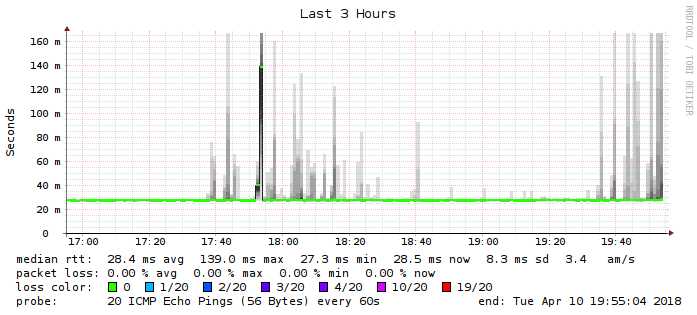 Last 3 Hours
RRDTOOL / TOBI OETIKER
Seconds
160 m
140 m
120 m
100 m
80 m
60 m
40 m
20 m
0
17:00 17:20 17:40 18:00 18:20 18:40 19:00 19:20 19:40
median rtt: 28.4 ms avg 139.0 ms max 27.3 ms min 28.5 ms now 8.3 ms sd 3.4 am/s
packet loss: 0.00 % avg 0.00 % max 0.00 % min 0.00 % now
loss color: 0 1/20 2/20 3/20 4/20 10/20 19/20
probe: 20 ICMP Echo Pings (56 Bytes) every 60s end: Tue Apr 10 19:55:04 2018